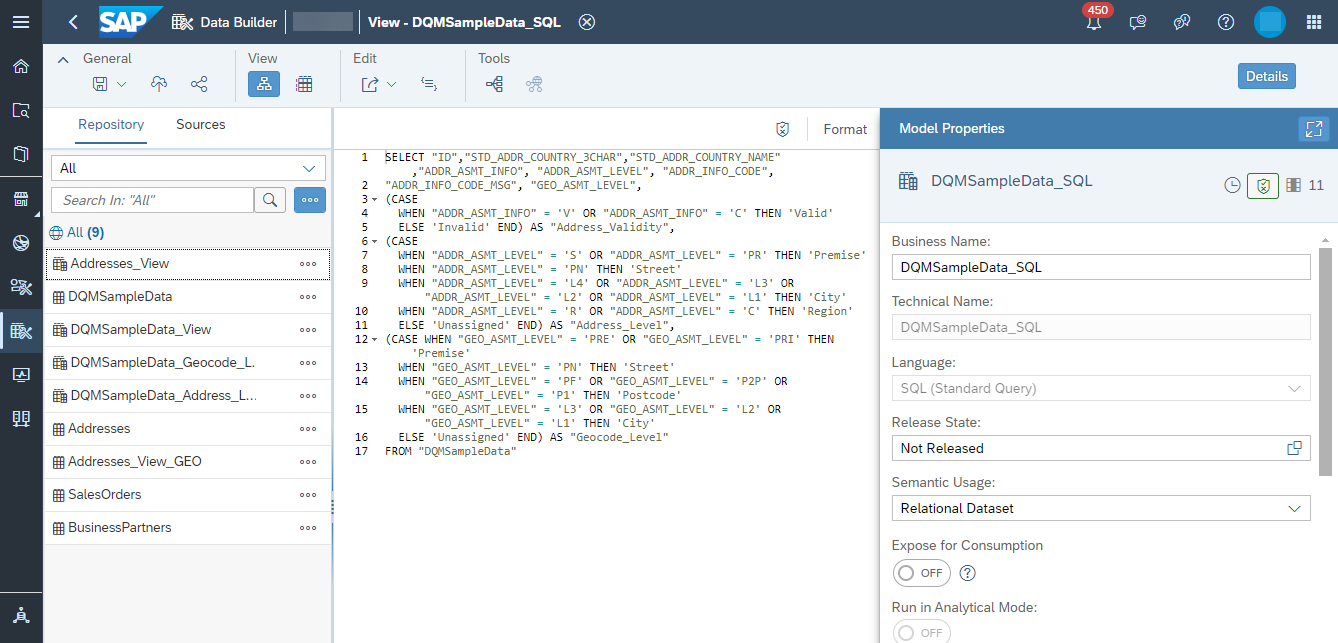 SAP Data Builder View - DQMSampleData_SQL 450
General View Edit Tools
Details
Repository Sources
All
Search In: "All"
All (9)
Addresses_View
DQMSampleData
DQMSampleData_View
DQMSampleData_Geocode_L.
DQMSampleData_Address_L...
Addresses
Addresses_View_GEO
SalesOrders
BusinessPartners
Format
1 SELECT "ID","STD_ADDR_COUNTRY_3CHAR","STD_ADDR_COUNTRY_NAME"
,"ADDR_ASMT_INFO", "ADDR_ASMT_LEVEL", "ADDR_INFO_CODE",
2 "ADDR_INFO_CODE_MSG", "GEO_ASMT_LEVEL",
3 (CASE
4 WHEN "ADDR_ASMT_INFO" = 'V' OR "ADDR_ASMT_INFO" = 'C' THEN 'Valid'
5 ELSE 'Invalid' END) AS "Address_Validity",
6 (CASE
7 WHEN "ADDR_ASMT_LEVEL" = 'S' OR "ADDR_ASMT_LEVEL" = 'PR' THEN 'Premise'
8 WHEN "ADDR_ASMT_LEVEL" = 'PN' THEN 'Street'
9 WHEN "ADDR_ASMT_LEVEL" = 'L4' OR "ADDR_ASMT_LEVEL" = 'L3' OR
"ADDR_ASMT_LEVEL" = 'L2' OR "ADDR_ASMT_LEVEL" = 'L1' THEN 'City'
10 WHEN "ADDR_ASMT_LEVEL" = 'R' OR "ADDR_ASMT_LEVEL" = 'C' THEN 'Region'
11 ELSE 'Unassigned' END) AS "Address_Level",
12 (CASE WHEN "GEO_ASMT_LEVEL" = 'PRE' OR "GEO_ASMT_LEVEL" = 'PRI' THEN
'Premise'
13 WHEN "GEO_ASMT_LEVEL" = 'PN' THEN 'Street'
14 WHEN "GEO_ASMT_LEVEL" = 'PF' OR "GEO_ASMT_LEVEL" = 'P2P' OR
"GEO_ASMT_LEVEL" = 'P1' THEN 'Postcode'
15 WHEN "GEO_ASMT_LEVEL" = 'L3' OR "GEO_ASMT_LEVEL" = 'L2' OR
"GEO_ASMT_LEVEL" = 'L1' THEN 'City'
16 ELSE 'Unassigned' END) AS "Geocode_Level"
17 FROM "DQMSampleData"
Model Properties
DQMSampleData_SQL 11
Business Name:
DQMSampleData_SQL
Technical Name:
DQMSampleData_SQL
Language:
SQL (Standard Query)
Release State:
Not Released
Semantic Usage:
Relational Dataset
Expose for Consumption
OFF
Run in Analytical Mode:
OFF